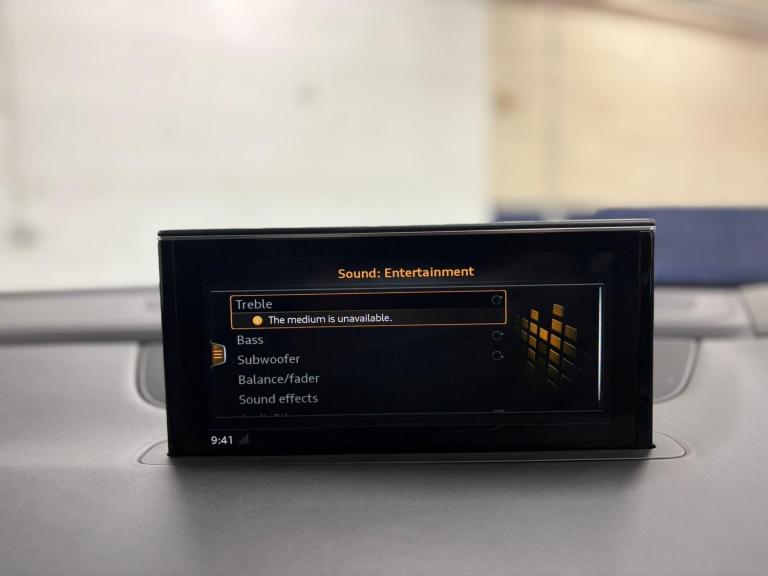 Sound: Entertainment
Treble
The medium is unavailable.
Bass
Subwoofer
Balance/fader
Sound effects
9:41